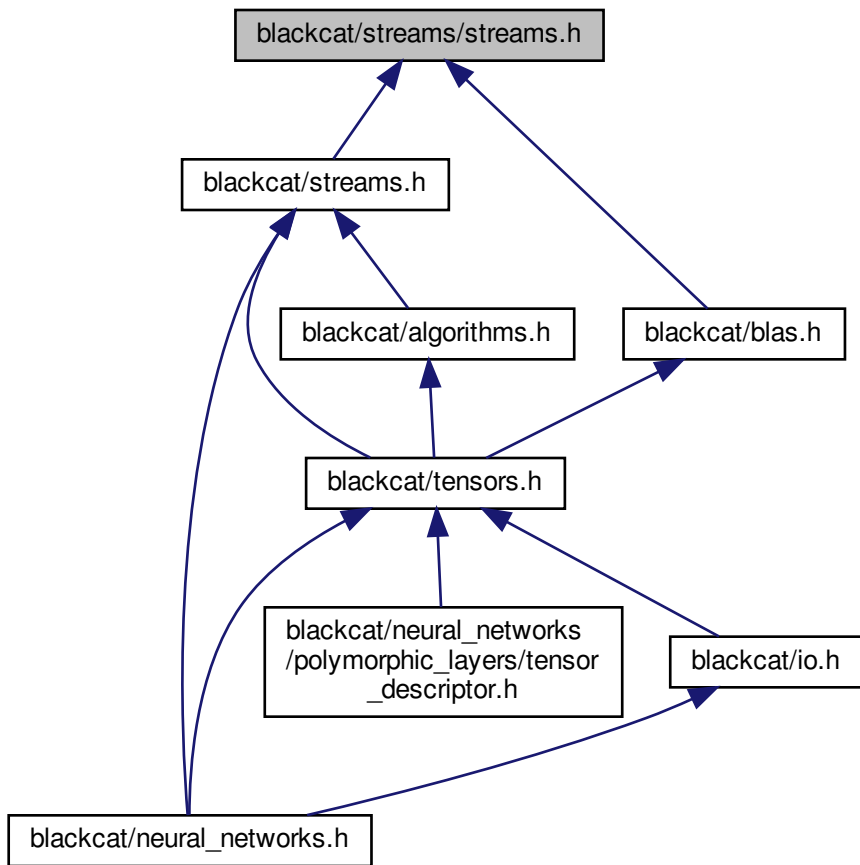 blackcat/streams/streams.h
blackcat/streams.h
blackcat/algorithms.h
blackcat/blas.h
blackcat/tensors.h
blackcat/neural_networks
/polymorphic_layers/tensor
_descriptor.h
blackcat/io.h
blackcat/neural_networks.h